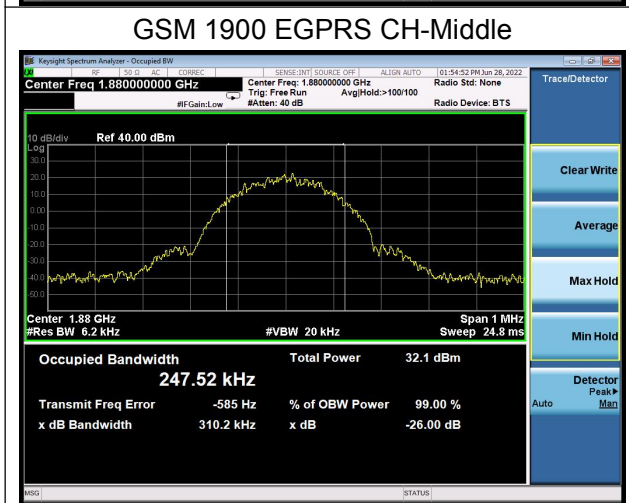 GSM 1900 EGPRS CH-Middle
Keysight Spectrum Analyzer - Occupied BW
RF 50 Ω AC CORREC SENSE:INT SOURCE OFF ALIGN AUTO 01:54:52 PM Jun 28, 2022
Center Freq 1.880000000 GHz
Center Freq: 1.880000000 GHz Radio Std: None
Trig: Free Run Avg|Hold:>100/100
#IFGain:Low #Atten: 40 dB Radio Device: BTS
Trace/Detector
10 dB/div Ref 40.00 dBm
Log
30.0
20.0
10.0
0.00
-10.0
-20.0
-30.0
-40.0
-50.0
Center 1.88 GHz Span 1 MHz
#Res BW 6.2 kHz #VBW 20 kHz Sweep 24.8 ms
Occupied Bandwidth Total Power 32.1 dBm
247.52 kHz
Transmit Freq Error -585 Hz % of OBW Power 99.00 %
x dB Bandwidth 310.2 kHz x dB -26.00 dB
Clear Write
Average
Max Hold
Min Hold
Detector
Peak▶
Auto Man
MSG STATUS